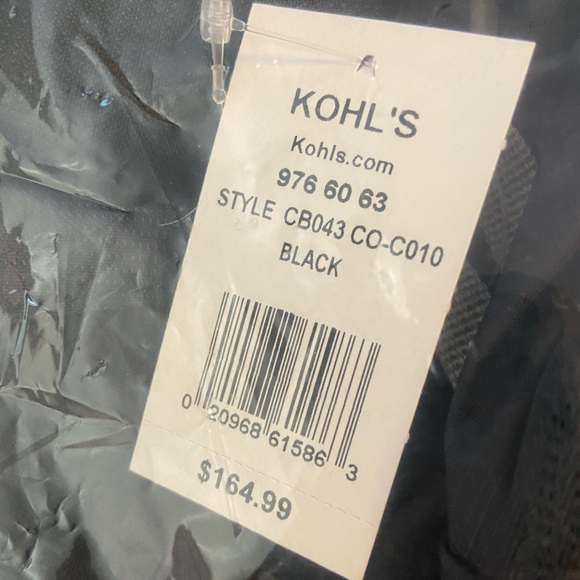 KOHL'S
Kohls.com
976 60 63
STYLE CB043 CO-C010
BLACK
0 20968 61586 3
$164.99